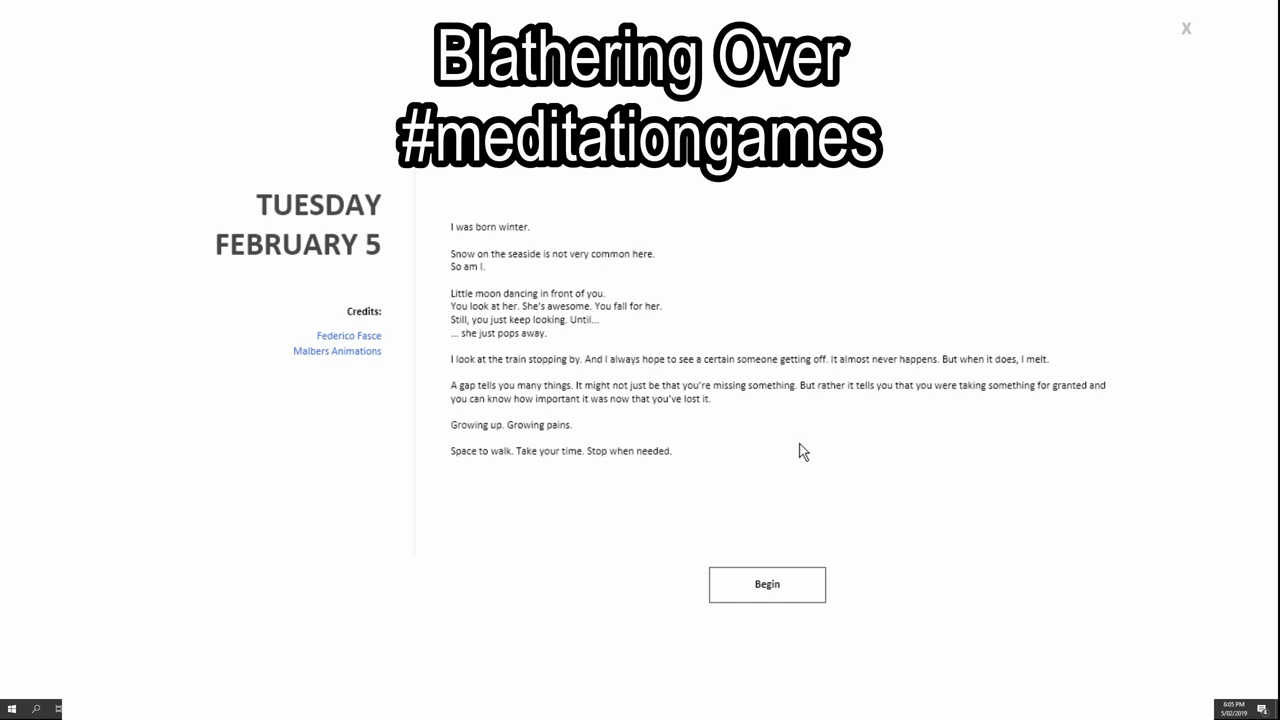 Blathering Over
#meditationgames
X
TUESDAY
FEBRUARY 5
Credits:
Federico Fasce
Malbers Animations
I was born winter.
Snow on the seaside is not very common here.
So am I.
Little moon dancing in front of you.
You look at her. She's awesome. You fall for her.
Still, you just keep looking. Until...
... she just pops away.
I look at the train stopping by. And I always hope to see a certain someone getting off. It almost never happens. But when it does, I melt.
A gap tells you many things. It might not just be that you're missing something. But rather it tells you that you were taking something for granted and
you can know how important it was now that you've lost it.
Growing up. Growing pains.
Space to walk. Take your time. Stop when needed.
Begin
6:05 PM
5/02/2019